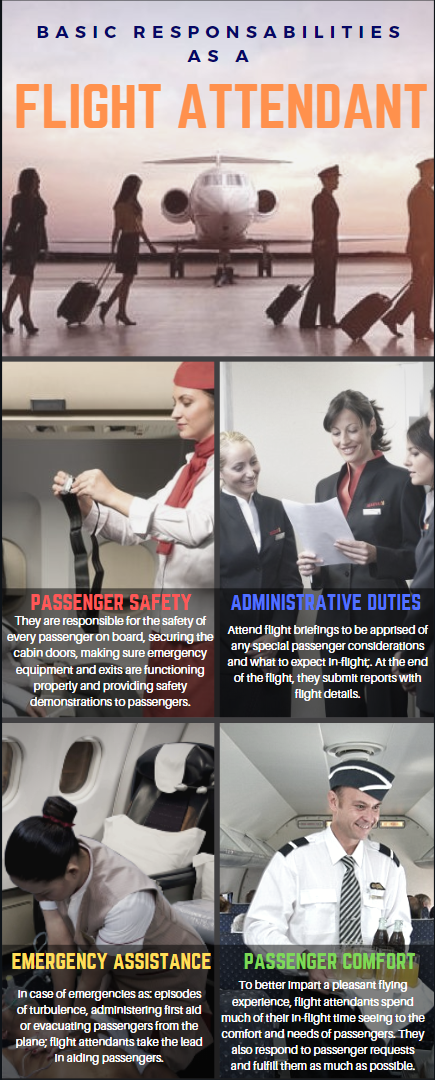 BASIC RESPONSABILITIES
AS A
FLIGHT ATTENDANT
PASSENGER SAFETY
They are responsible for the safety of
every passenger on board, securing the
cabin doors, making sure emergency
equipment and exits are functioning
properly and providing safety
demonstrations to passengers.
ADMINISTRATIVE DUTIES
Attend flight briefings to be apprised of
any special passenger considerations
and what to expect in-flight;. At the end
of the flight, they submit reports with
flight details.
EMERGENCY ASSISTANCE
In case of emergencies as: episodes
of turbulence, administering first aid
or evacuating passengers from the
plane; flight attendants take the lead
in aiding passengers.
PASSENGER COMFORT
To better impart a pleasant flying
experience, flight attendants spend
much of their in-flight time seeing to the
comfort and needs of passengers. They
also respond to passenger requests
and fulfill them as much as possible.